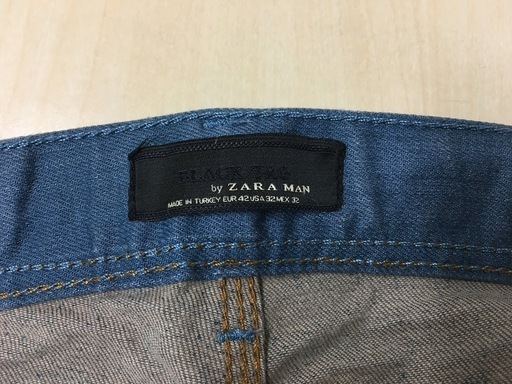 BLACK TAG
by ZARA MAN
MADE IN TURKEY EUR 42 USA 32 MEX 32